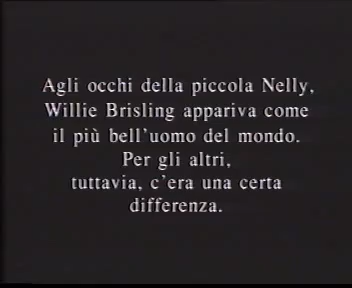 Agli occhi della piccola Nelly,
Willie Brisling appariva come
il più bell'uomo del mondo.
Per gli altri,
tuttavia, c'era una certa
differenza.